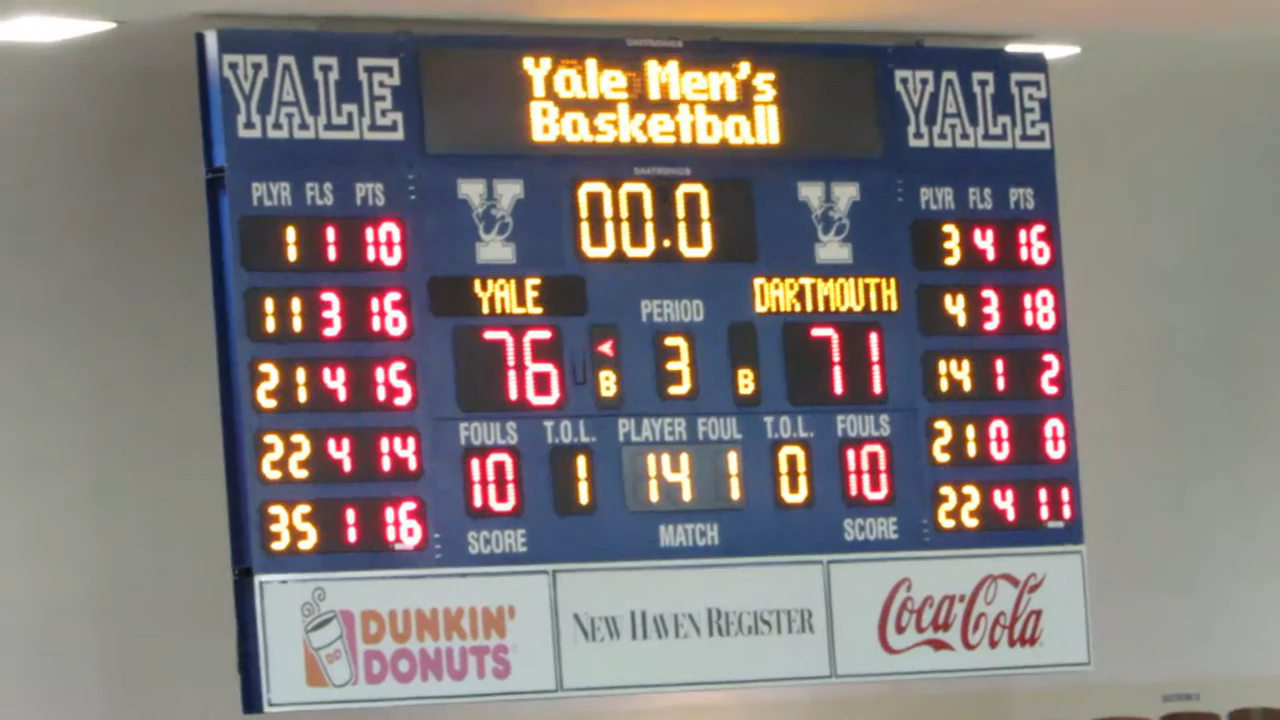 DAKTRONICS
YALE
Yale Men's
Basketball
YALE
DAKTRONICS
PLYR FLS PTS
00.0
PLYR FLS PTS
1 1 10
3 4 16
YALE
PERIOD
DARTMOUTH
11 3 16
4 3 18
76
B
3
B
71
21 4 15
14 1 2
FOULS T.O.L. PLAYER FOUL T.O.L. FOULS
22 4 14
10 1 14 1 0 10
21 0 0
35 1 16
22 4 11
SCORE MATCH SCORE
DUNKIN'
DONUTS
DD
NEW HAVEN REGISTER
Coca-Cola